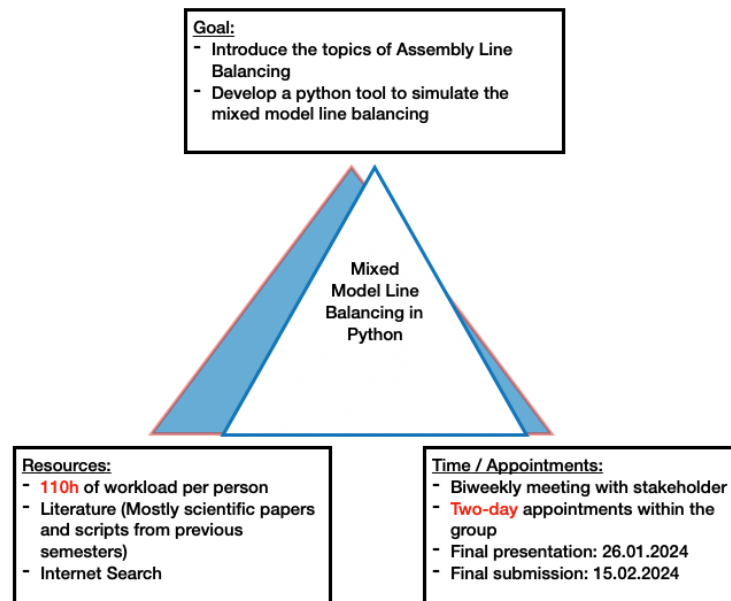 Goal:
- Introduce the topics of Assembly Line
Balancing
- Develop a python tool to simulate the
mixed model line balancing
Mixed
Model Line
Balancing in
Python
Resources:
- 110h of workload per person
- Literature (Mostly scientific papers
and scripts from previous
semesters)
- Internet Search
Time / Appointments:
- Biweekly meeting with stakeholder
- Two-day appointments within the
group
- Final presentation: 26.01.2024
- Final submission: 15.02.2024